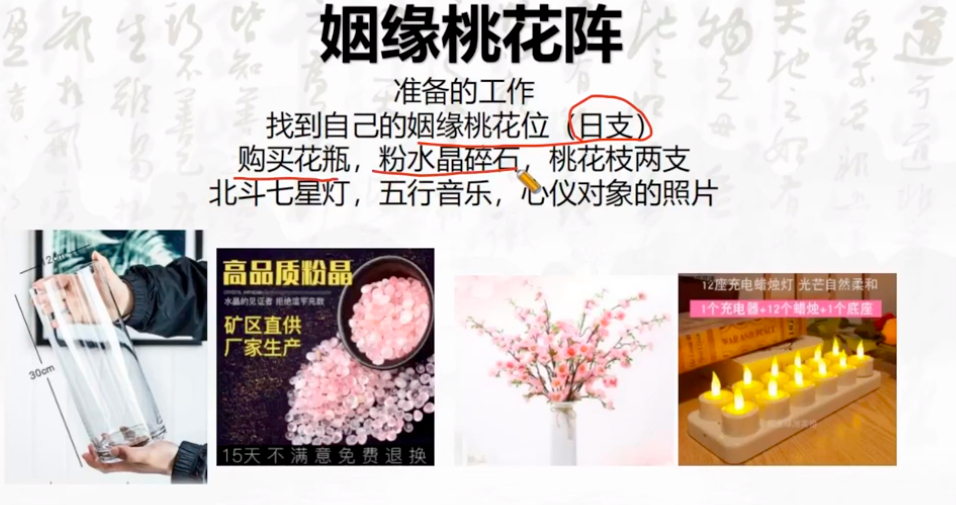 姻缘桃花阵
准备的工作
找到自己的姻缘桃花位（日支）
购买花瓶，粉水晶碎石，桃花枝两支
北斗七星灯，五行音乐，心仪对象的照片
12cm
30cm
高品质粉晶
水晶的见证者 拒绝滥竽充数
矿区直供
厂家生产
15天不满意免费退换
12座充电蜡烛灯 光芒自然柔和
1个充电器+12个蜡烛+1个底座
WAR AND PEACE